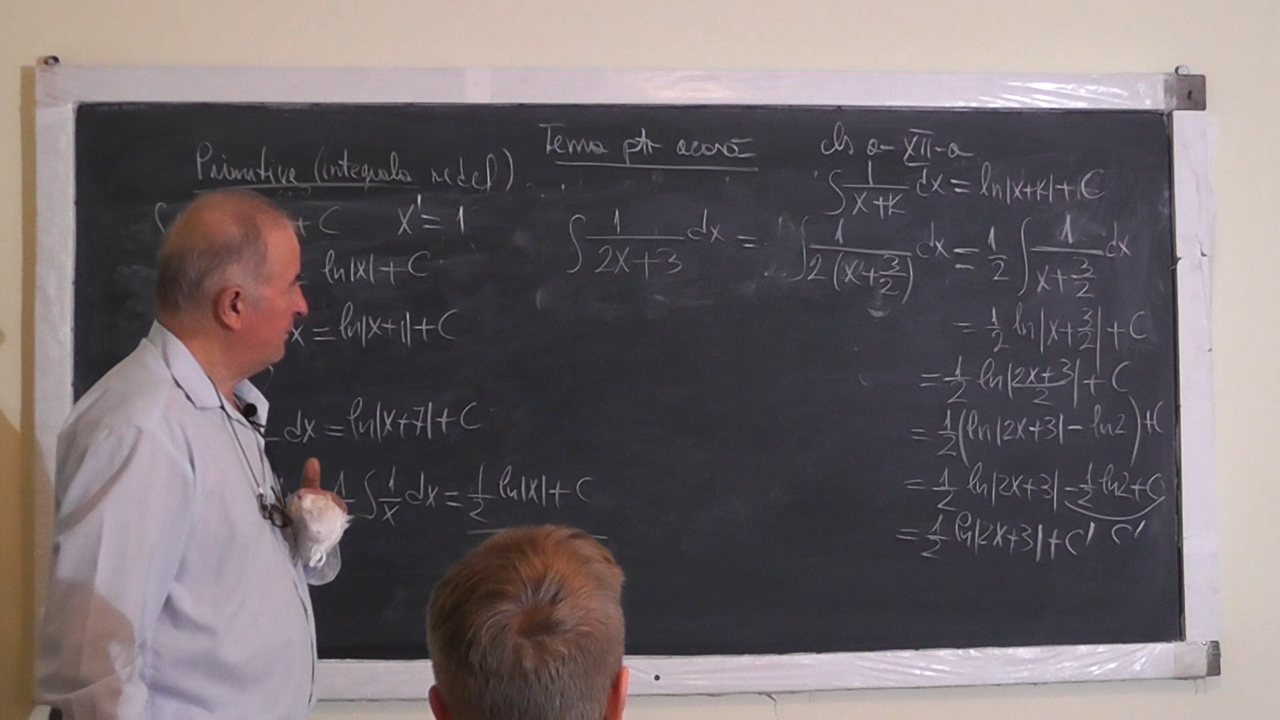 Primitive (integrala nedef)
+ C x' = 1
ln|x| + C
x = ln|x+1| + C
dx = ln|x+7| + C
∫ 1/x dx = 1/2 ln|x| + C
Tema ptr acasă
cls a- XII-a
∫ 1/(x+k) dx = ln|x+k| + C
∫ 1/(2x+3) dx = ∫ 1/(2(x+3/2)) dx = 1/2 ∫ 1/(x+3/2) dx
= 1/2 ln|x+3/2| + C
= 1/2 ln|(2x+3)/2| + C
= 1/2 (ln|2x+3| - ln2) + C
= 1/2 ln|2x+3| - 1/2 ln2 + C
= 1/2 ln|2x+3| + C' C'